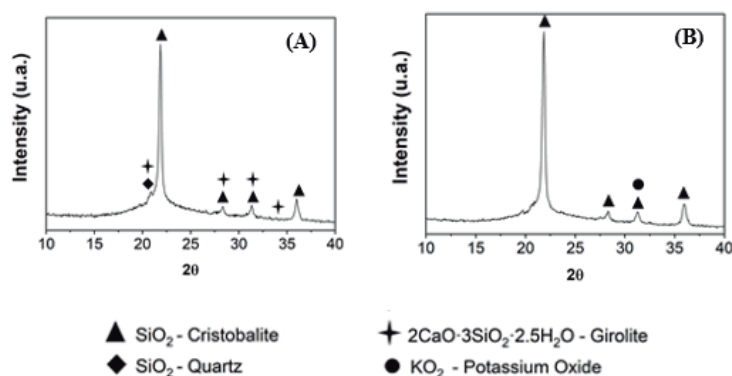 (A)
Intensity (u.a.)
10 15 20 25 30 35 40
2θ
(B)
Intensity (u.a.)
10 15 20 25 30 35 40
2θ
SiO₂ - Cristobalite
2CaO·3SiO₂·2.5H₂O - Girolite
SiO₂ - Quartz
KO₂ - Potassium Oxide